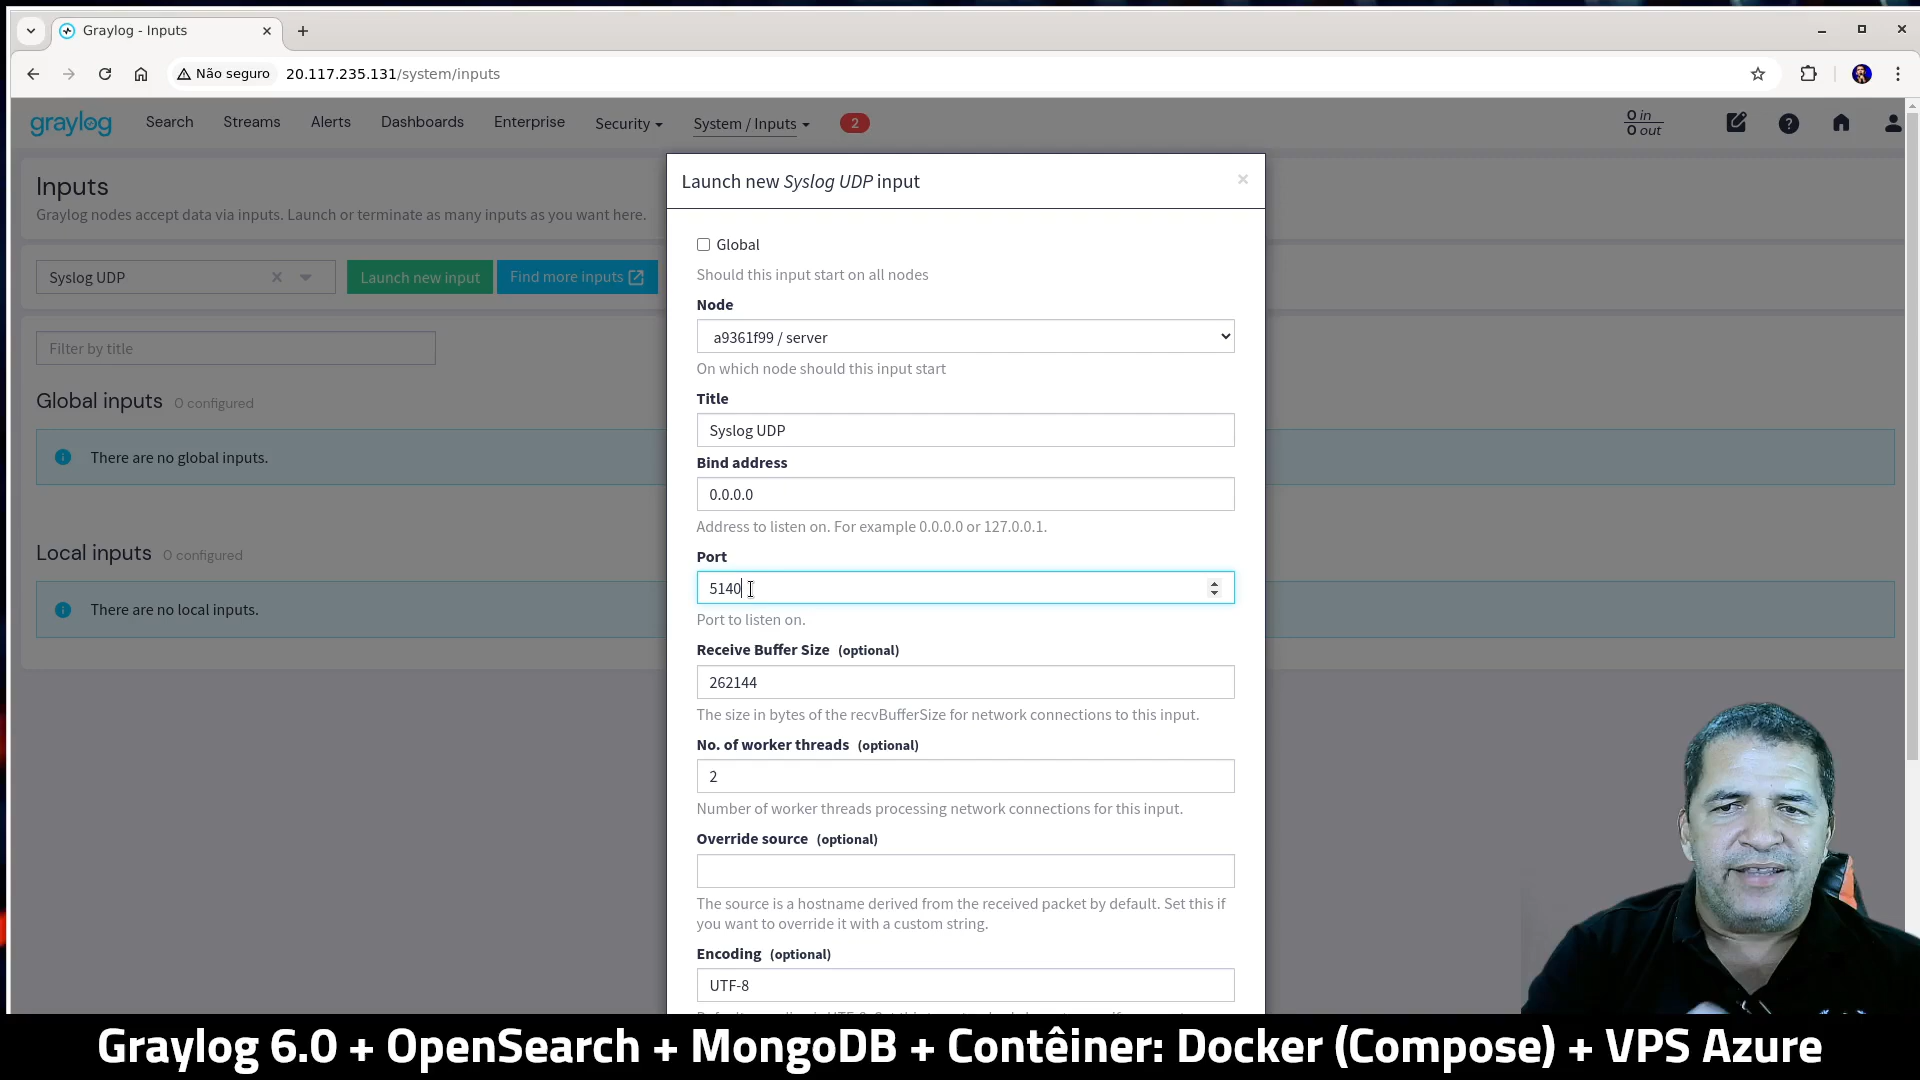 Graylog - Inputs
Não seguro
20.117.235.131/system/inputs
graylog
Search
Streams
Alerts
Dashboards
Enterprise
Security
System / Inputs
2
0 in
0 out
Inputs
Graylog nodes accept data via inputs. Launch or terminate as many inputs as you want here.
Syslog UDP
Launch new input
Find more inputs
Filter by title
Global inputs 0 configured
There are no global inputs.
Local inputs 0 configured
There are no local inputs.
Launch new Syslog UDP input
Global
Should this input start on all nodes
Node
a9361f99 / server
On which node should this input start
Title
Syslog UDP
Bind address
0.0.0.0
Address to listen on. For example 0.0.0.0 or 127.0.0.1.
Port
5140
Port to listen on.
Receive Buffer Size (optional)
262144
The size in bytes of the recvBufferSize for network connections to this input.
No. of worker threads (optional)
2
Number of worker threads processing network connections for this input.
Override source (optional)
The source is a hostname derived from the received packet by default. Set this if
you want to override it with a custom string.
Encoding (optional)
UTF-8
Graylog 6.0 + OpenSearch + MongoDB + Contêiner: Docker (Compose) + VPS Azure